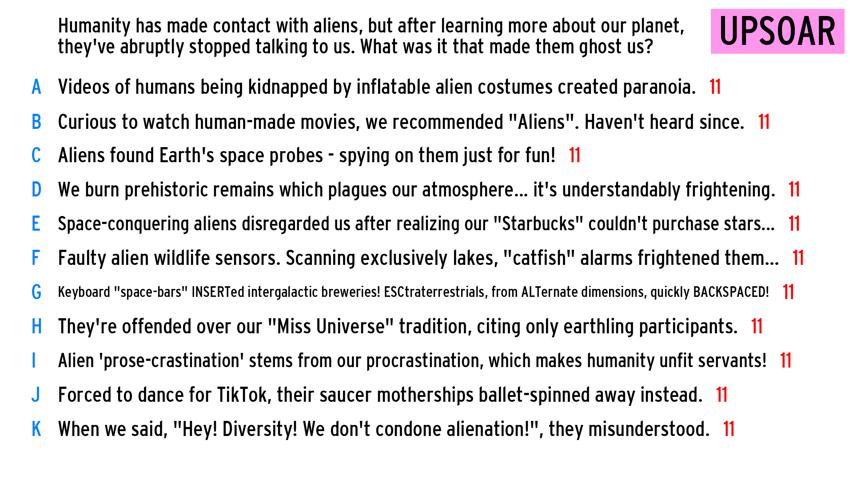 Humanity has made contact with aliens, but after learning more about our planet,
they've abruptly stopped talking to us. What was it that made them ghost us?
UPSOAR
A Videos of humans being kidnapped by inflatable alien costumes created paranoia. 11
B Curious to watch human-made movies, we recommended "Aliens". Haven't heard since. 11
C Aliens found Earth's space probes - spying on them just for fun! 11
D We burn prehistoric remains which plagues our atmosphere... it's understandably frightening. 11
E Space-conquering aliens disregarded us after realizing our "Starbucks" couldn't purchase stars... 11
F Faulty alien wildlife sensors. Scanning exclusively lakes, "catfish" alarms frightened them... 11
G Keyboard "space-bars" INSERTed intergalactic breweries! ESCtraterrestrials, from ALTernate dimensions, quickly BACKSPACED! 11
H They're offended over our "Miss Universe" tradition, citing only earthling participants. 11
I Alien 'prose-crastination' stems from our procrastination, which makes humanity unfit servants! 11
J Forced to dance for TikTok, their saucer motherships ballet-spinned away instead. 11
K When we said, "Hey! Diversity! We don't condone alienation!", they misunderstood. 11